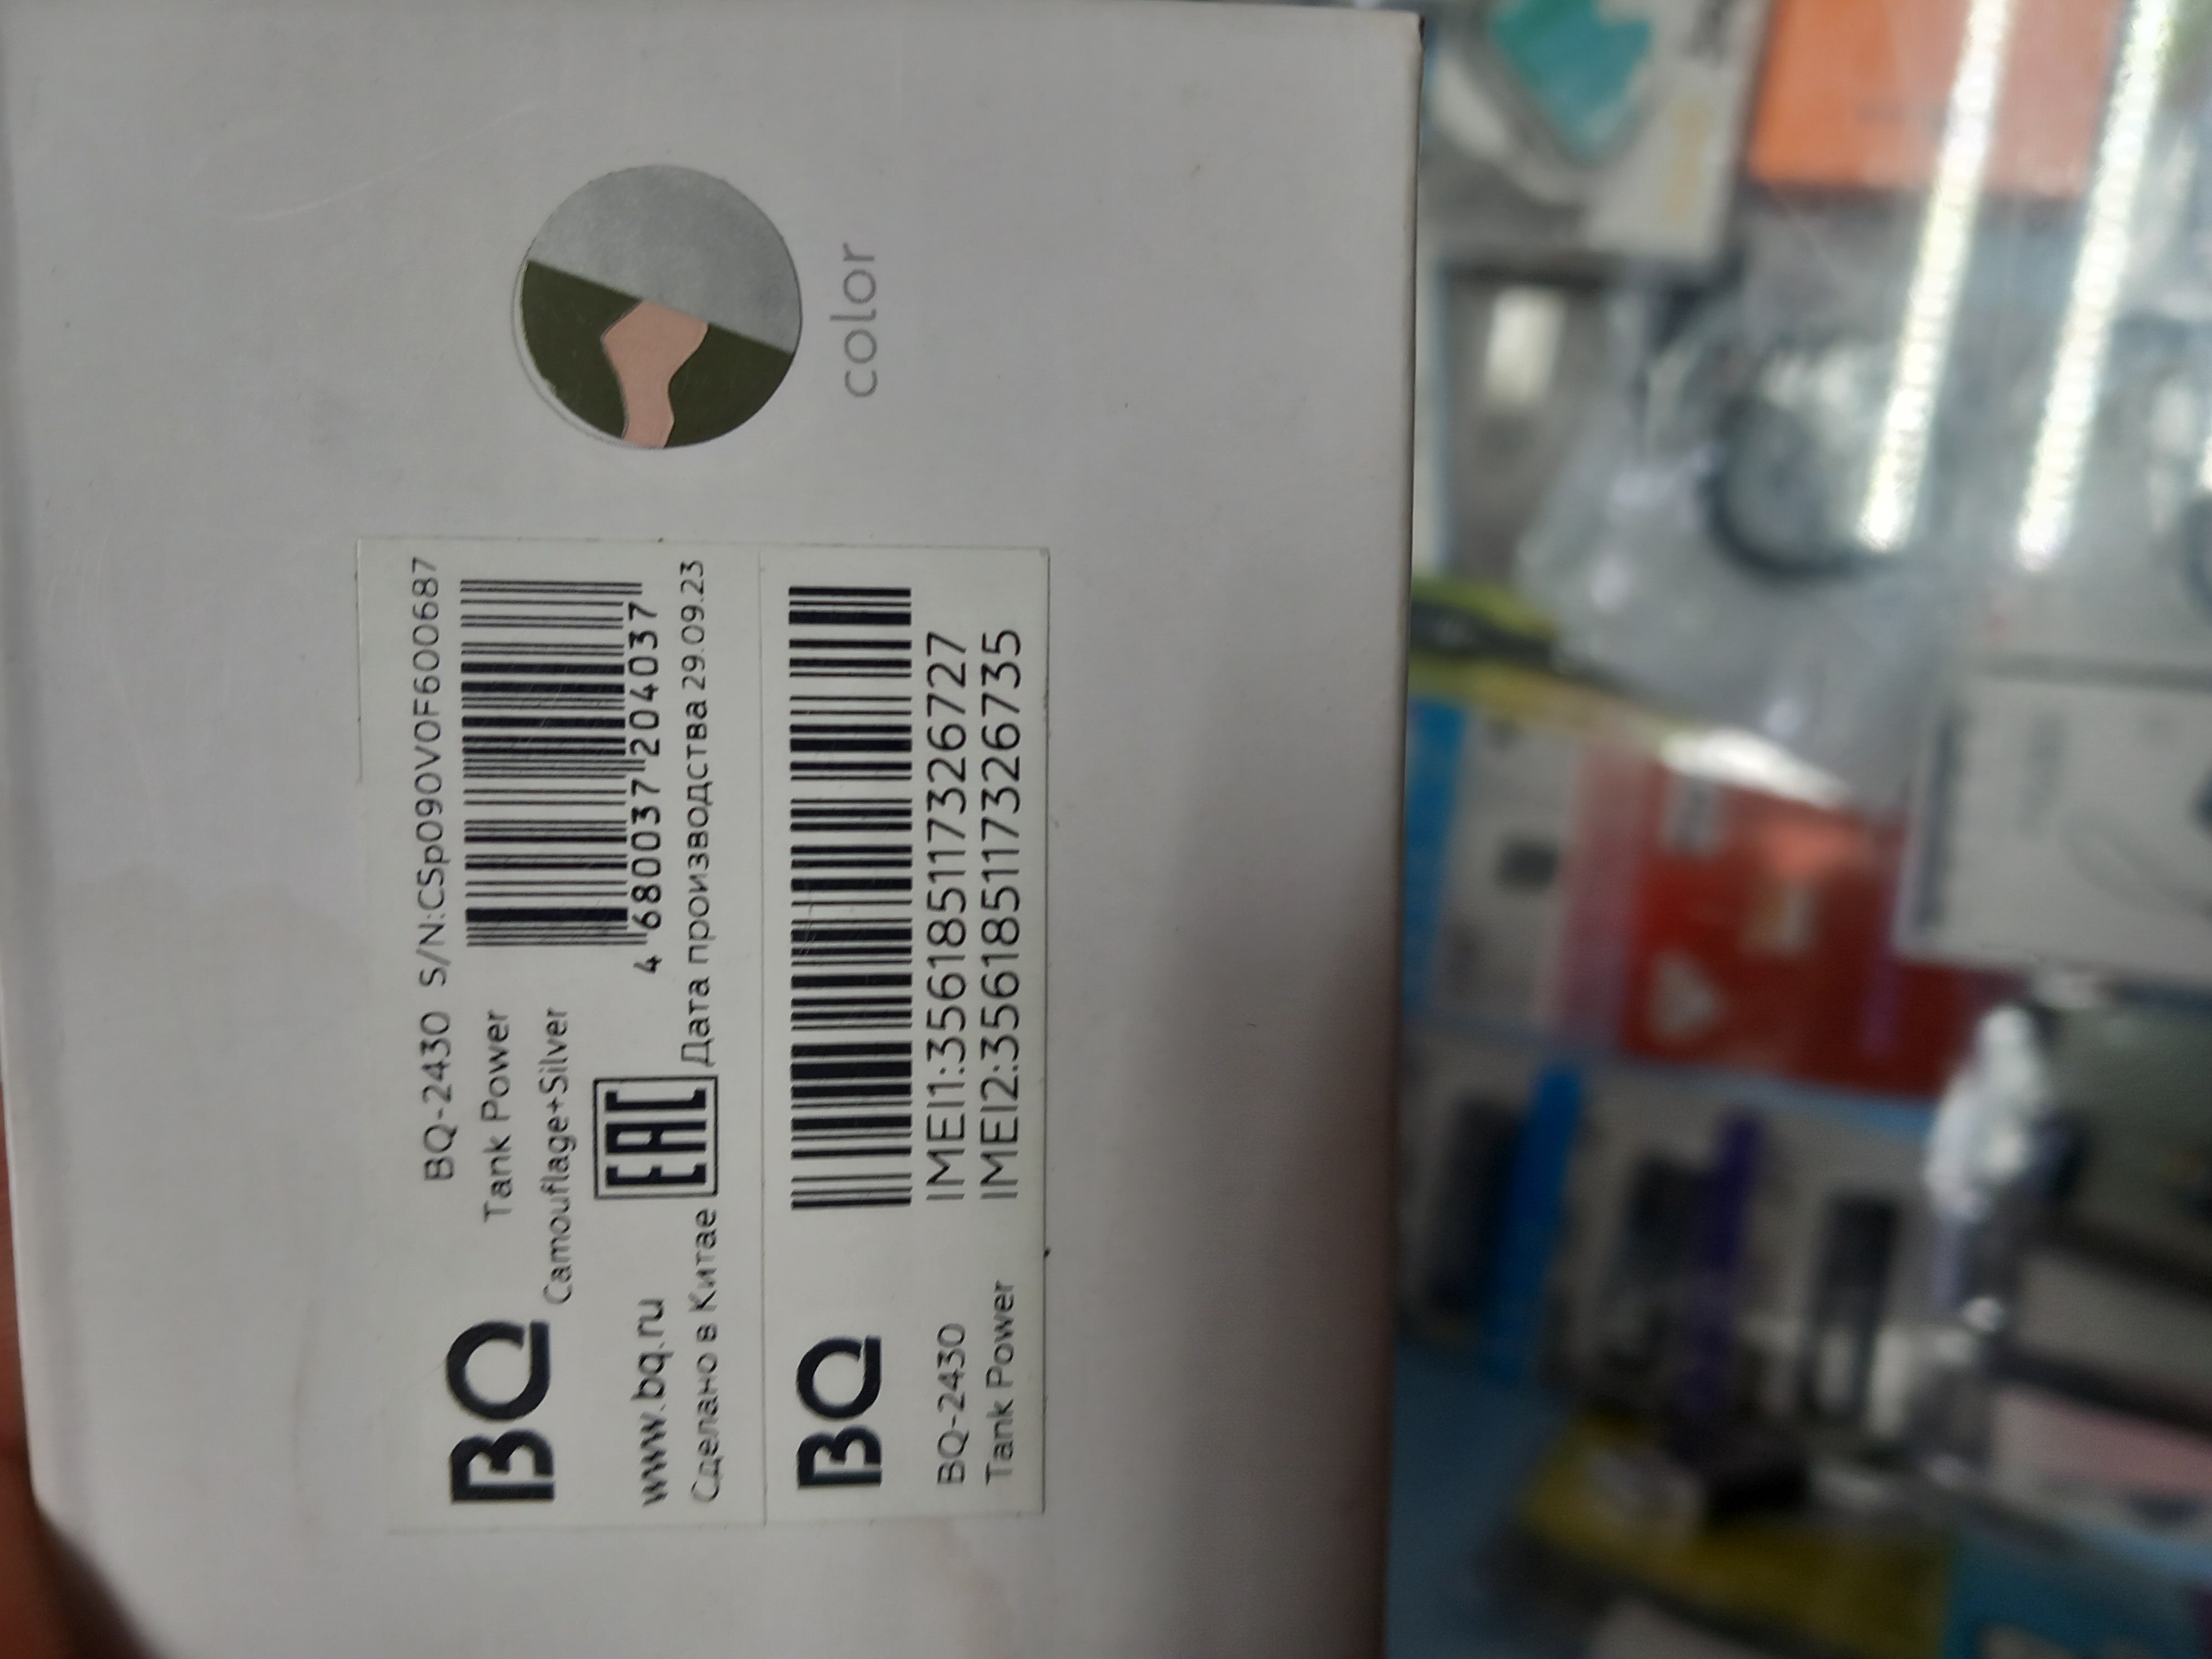 BQ-2430 S/N:CSp090V0F600687
Tank Power
Camouflage+Silver
BQ
4 680037 204037
www.bq.ru
EAC
Сделано в Китае
Дата производства 29.09.23
BQ
BQ-2430
Tank Power
IMEI1:356185117326727
IMEI2:356185117326735
color